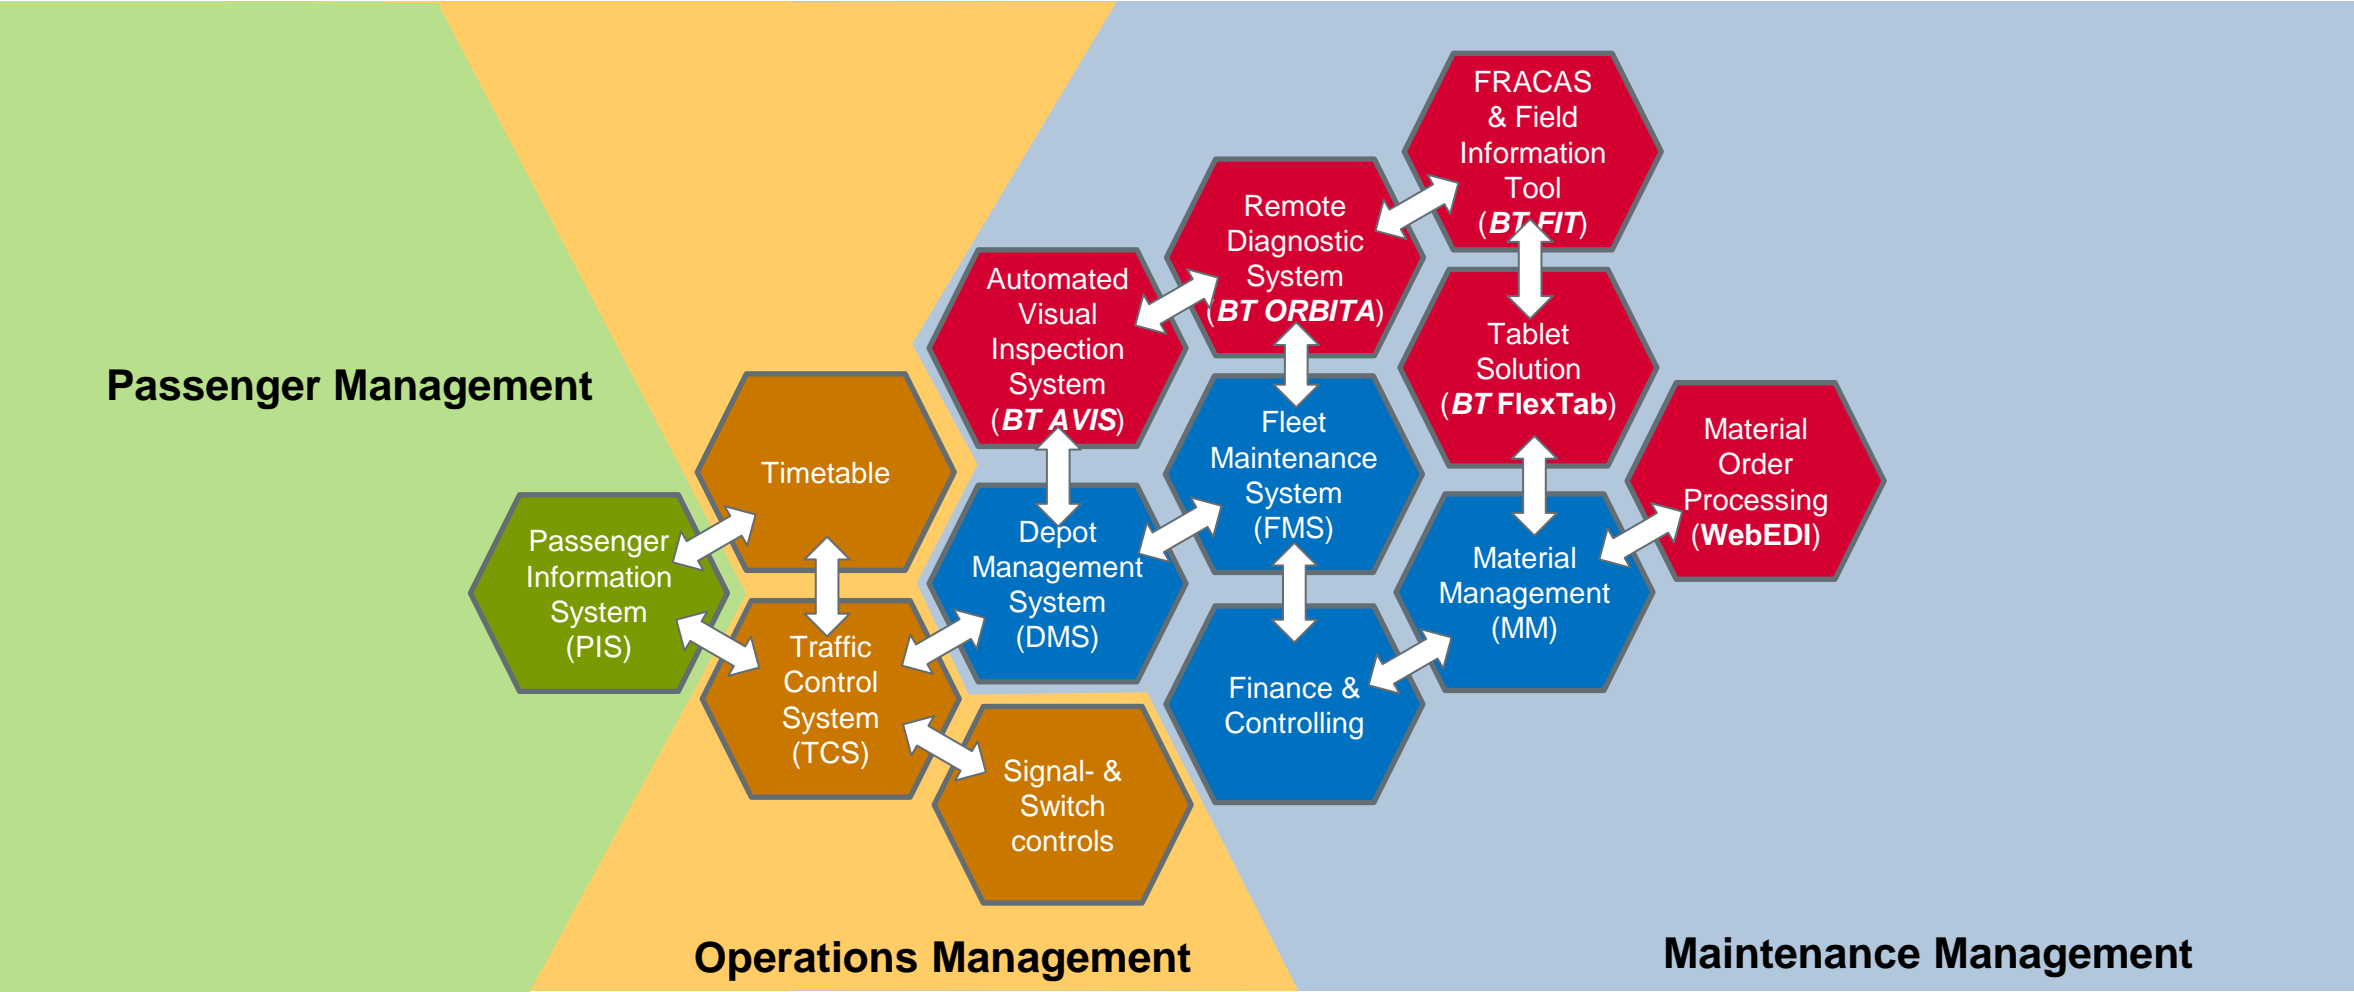 FRACAS
& Field
Information
Tool
(BT FIT)
Remote
Diagnostic
System
(BT ORBITA)
Automated
Visual
Inspection
System
(BT AVIS)
Tablet
Solution
(BT FlexTab)
Passenger Management
Timetable
Fleet
Maintenance
System
(FMS)
Material
Order
Processing
(WebEDI)
Passenger
Information
System
(PIS)
Depot
Management
System
(DMS)
Material
Management
(MM)
Traffic
Control
System
(TCS)
Finance &
Controlling
Signal- &
Switch
controls
Operations Management
Maintenance Management